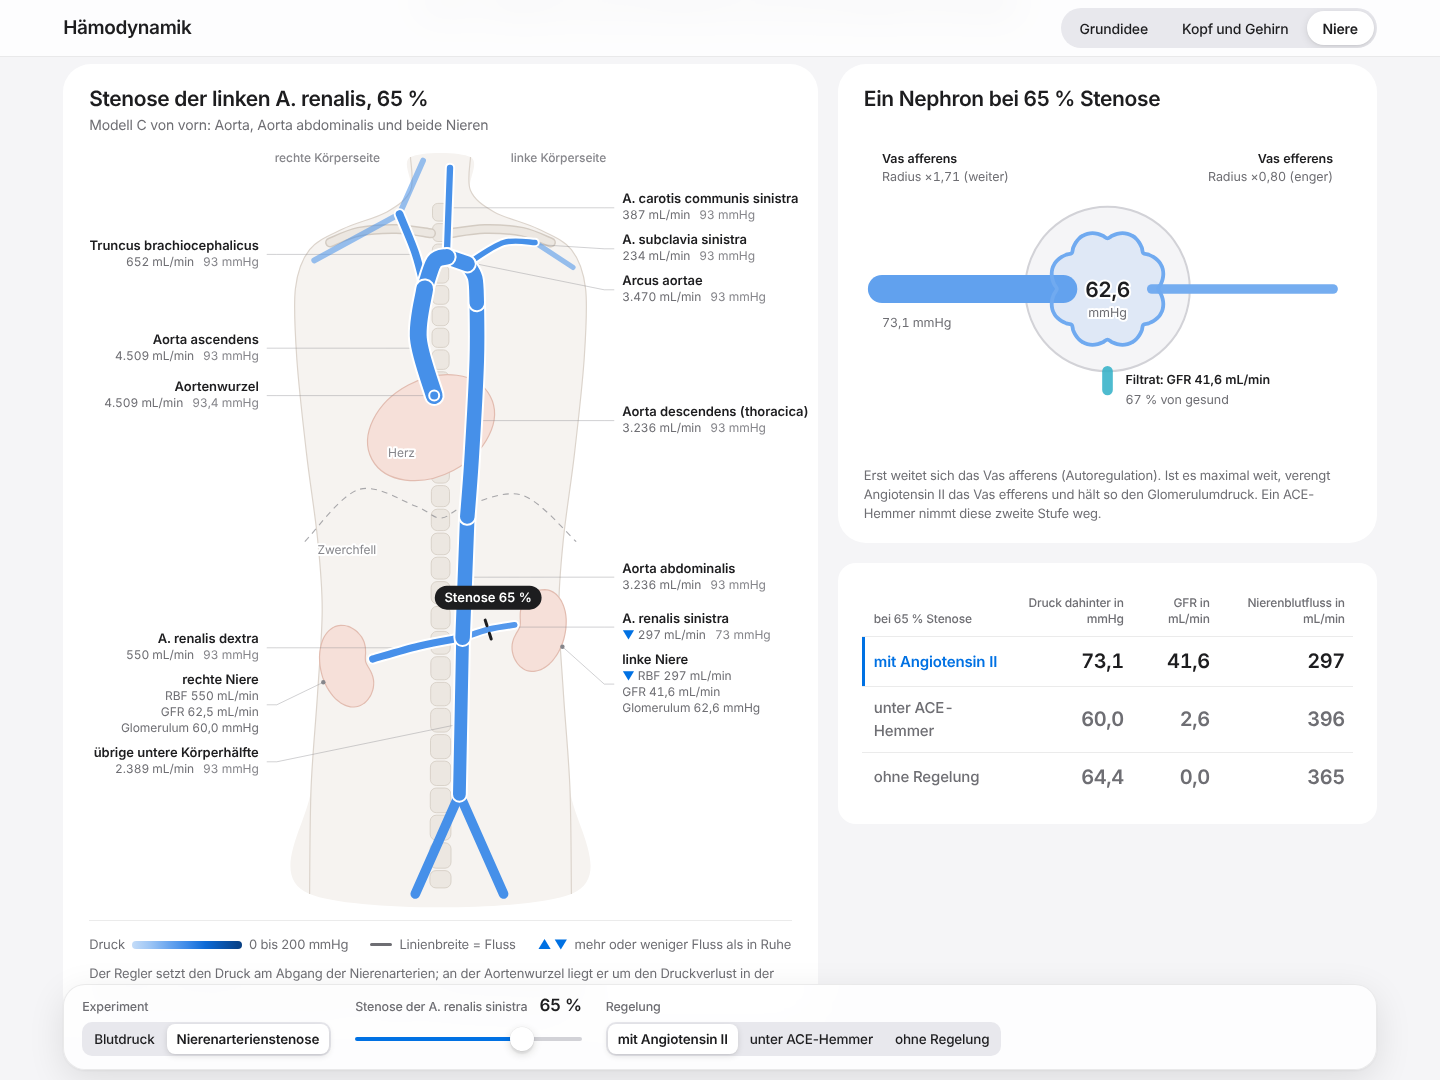 Hämodynamik
Grundidee
Kopf und Gehirn
Niere
Stenose der linken A. renalis, 65 %
Modell C von vorn: Aorta, Aorta abdominalis und beide Nieren
rechte Körperseite
linke Körperseite
Truncus brachiocephalicus
652 mL/min 93 mmHg
Aorta ascendens
4.509 mL/min 93 mmHg
Aortenwurzel
4.509 mL/min 93,4 mmHg
A. carotis communis sinistra
387 mL/min 93 mmHg
A. subclavia sinistra
234 mL/min 93 mmHg
Arcus aortae
3.470 mL/min 93 mmHg
Aorta descendens (thoracica)
3.236 mL/min 93 mmHg
Herz
Zwerchfell
Aorta abdominalis
3.236 mL/min 93 mmHg
Stenose 65 %
A. renalis sinistra
▼ 297 mL/min 73 mmHg
linke Niere
▼ RBF 297 mL/min
GFR 41,6 mL/min
Glomerulum 62,6 mmHg
A. renalis dextra
550 mL/min 93 mmHg
rechte Niere
RBF 550 mL/min
GFR 62,5 mL/min
Glomerulum 60,0 mmHg
übrige untere Körperhälfte
2.389 mL/min 93 mmHg
Druck
0 bis 200 mmHg
Linienbreite = Fluss
▲▼ mehr oder weniger Fluss als in Ruhe
Der Regler setzt den Druck am Abgang der Nierenarterien; an der Aortenwurzel liegt er um den Druckverlust in der
Ein Nephron bei 65 % Stenose
Vas afferens
Radius ×1,71 (weiter)
Vas efferens
Radius ×0,80 (enger)
62,6
mmHg
73,1 mmHg
Filtrat: GFR 41,6 mL/min
67 % von gesund
Erst weitet sich das Vas afferens (Autoregulation). Ist es maximal weit, verengt
Angiotensin II das Vas efferens und hält so den Glomerulumdruck. Ein ACE-
Hemmer nimmt diese zweite Stufe weg.
bei 65 % Stenose
Druck dahinter in
mmHg
GFR in
mL/min
Nierenblutfluss in
mL/min
mit Angiotensin II 73,1 41,6 297
unter ACE-
Hemmer 60,0 2,6 396
ohne Regelung 64,4 0,0 365
Experiment
Blutdruck
Nierenarterienstenose
Stenose der A. renalis sinistra 65 %
Regelung
mit Angiotensin II
unter ACE-Hemmer
ohne Regelung